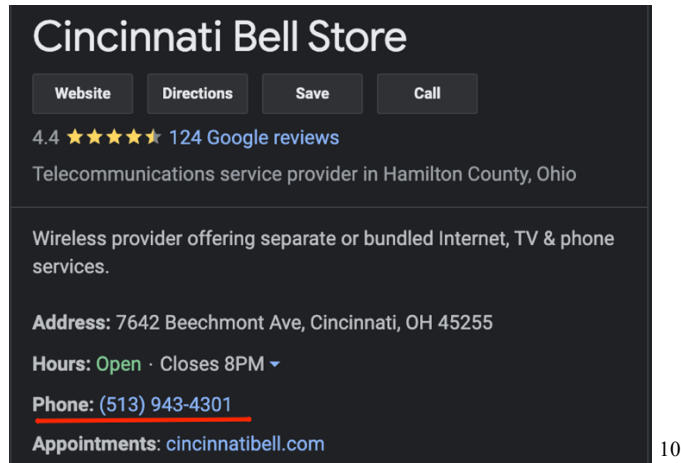 Cincinnati Bell Store
Website Directions Save Call
4.4 124 Google reviews
Telecommunications service provider in Hamilton County, Ohio
Wireless provider offering separate or bundled Internet, TV & phone
services.
Address: 7642 Beechmont Ave, Cincinnati, OH 45255
Hours: Open · Closes 8PM
Phone: (513) 943-4301
Appointments: cincinnatibell.com
10